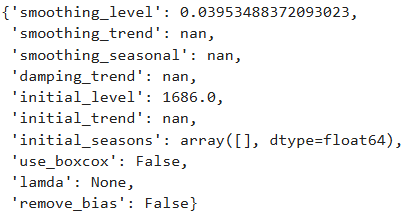 {'smoothing_level': 0.03953488372093023,
'smoothing_trend': nan,
'smoothing_seasonal': nan,
'damping_trend': nan,
'initial_level': 1686.0,
'initial_trend': nan,
'initial_seasons': array([], dtype=float64),
'use_boxcox': False,
'lamda': None,
'remove_bias': False}